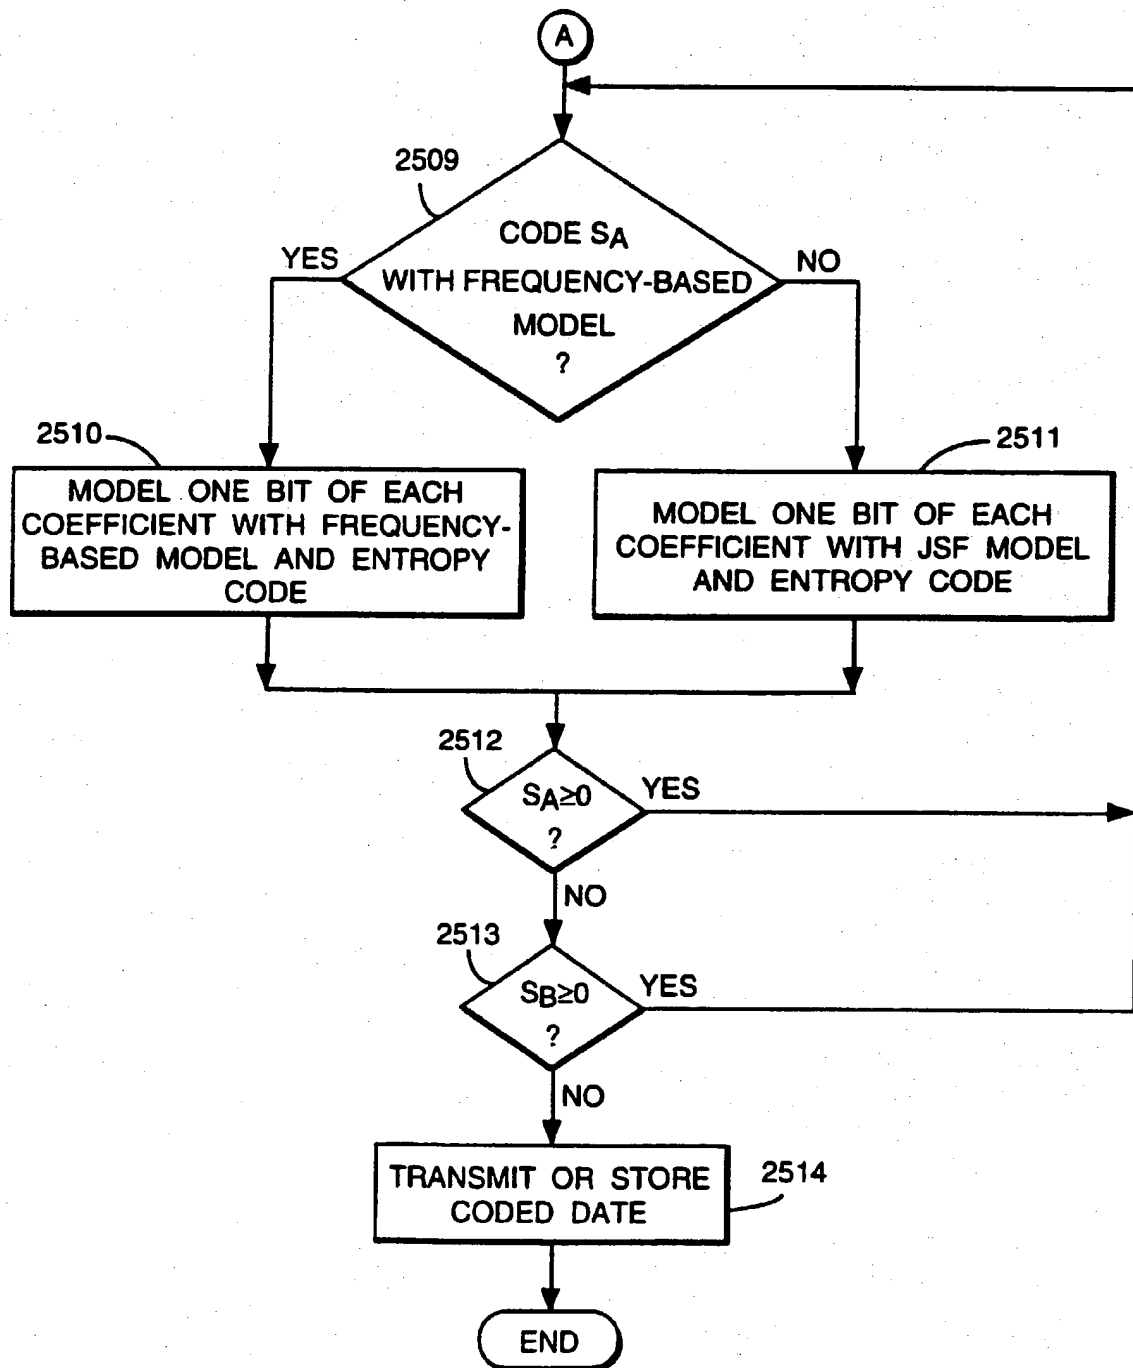 A
2509
CODE SA
WITH FREQUENCY-BASED
MODEL
?
YES
NO
2510
MODEL ONE BIT OF EACH
COEFFICIENT WITH FREQUENCY-
BASED MODEL AND ENTROPY
CODE
2511
MODEL ONE BIT OF EACH
COEFFICIENT WITH JSF MODEL
AND ENTROPY CODE
2512
SA≥0
?
YES
NO
2513
SB≥0
?
YES
NO
TRANSMIT OR STORE
CODED DATE
2514
END